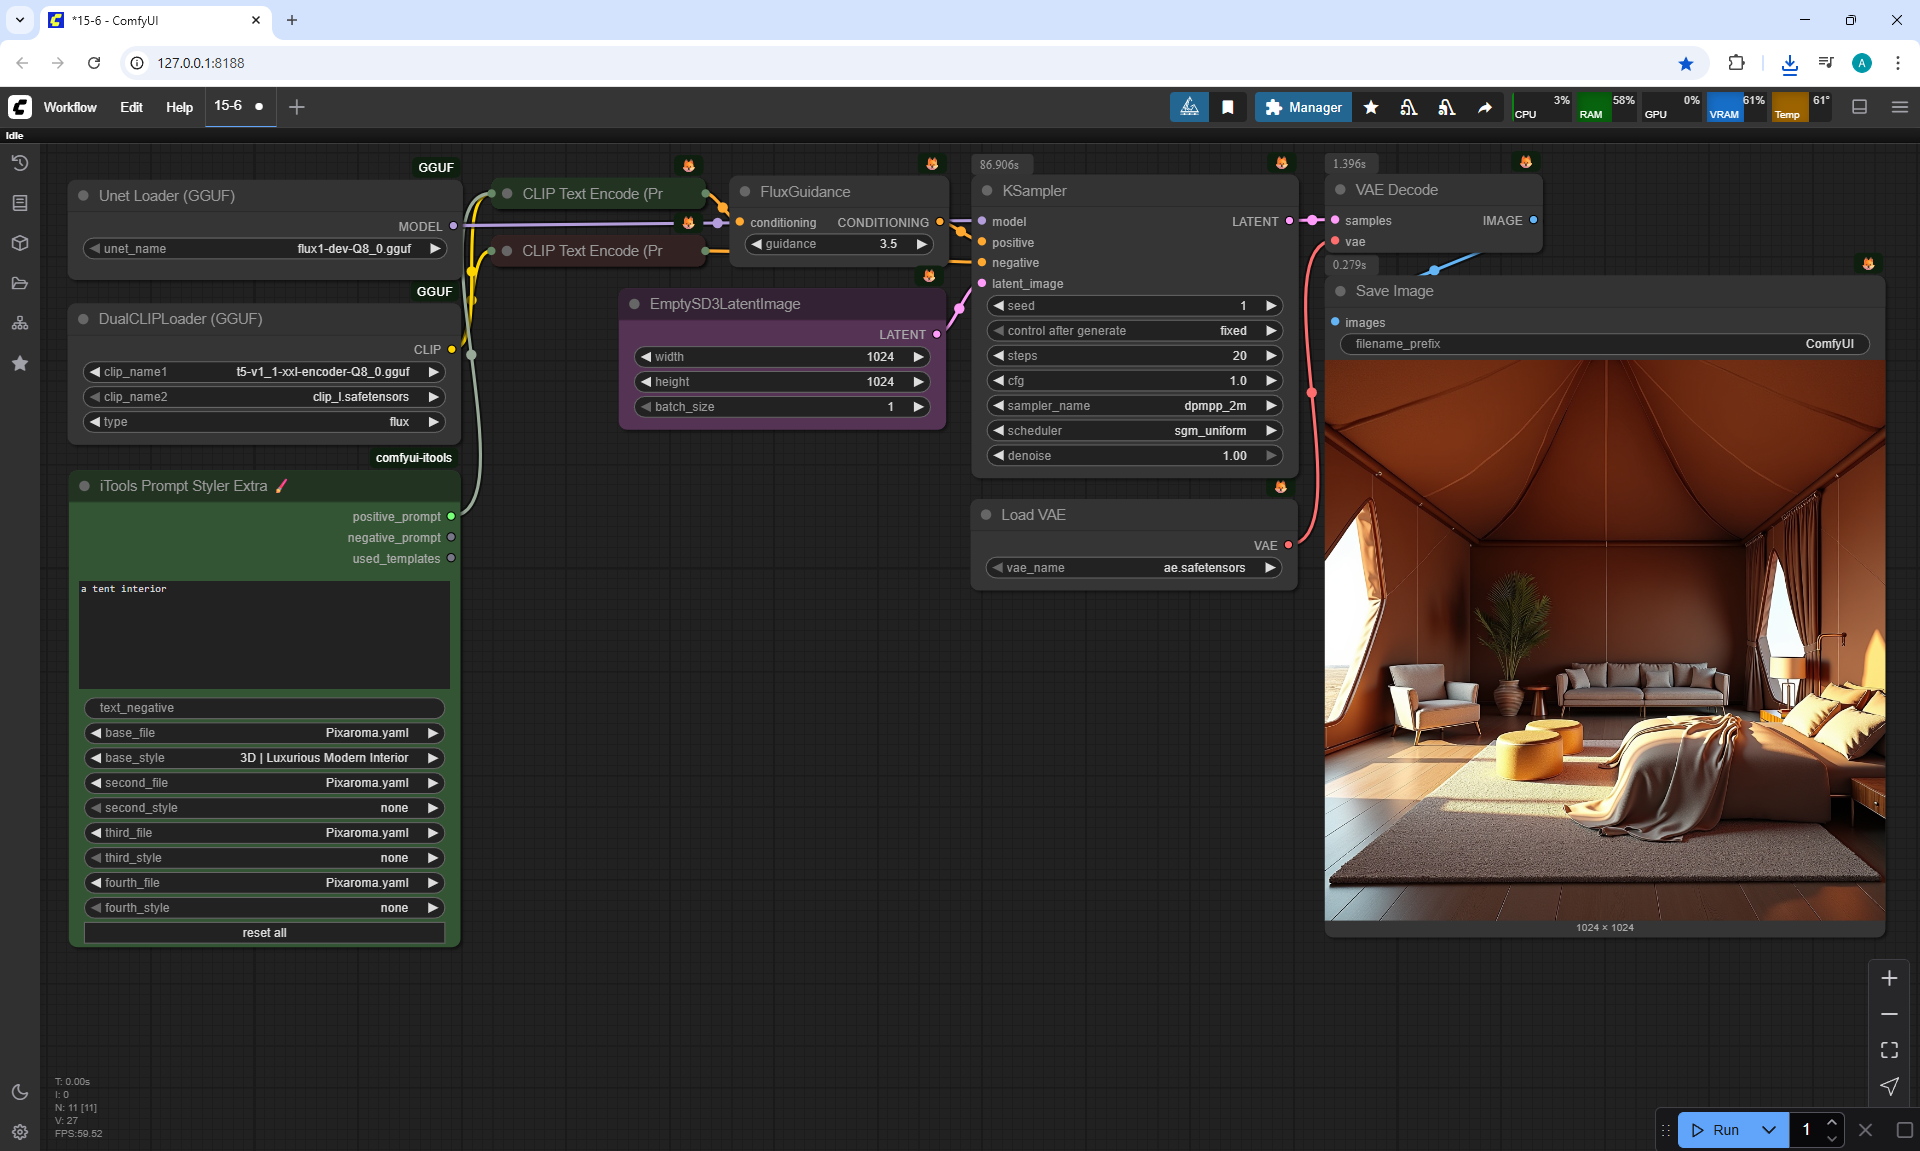 *15-6 - ComfyUI
127.0.0.1:8188
Workflow Edit Help 15-6
Manager
CPU 3% RAM 58% GPU 0% VRAM 61% Temp 61°
Idle
GGUF
Unet Loader (GGUF)
MODEL
unet_name flux1-dev-Q8_0.gguf
GGUF
DualCLIPLoader (GGUF)
CLIP
clip_name1 t5-v1_1-xxl-encoder-Q8_0.gguf
clip_name2 clip_l.safetensors
type flux
comfyui-itools
iTools Prompt Styler Extra
positive_prompt
negative_prompt
used_templates
a tent interior
text_negative
base_file Pixaroma.yaml
base_style 3D | Luxurious Modern Interior
second_file Pixaroma.yaml
second_style none
third_file Pixaroma.yaml
third_style none
fourth_file Pixaroma.yaml
fourth_style none
reset all
CLIP Text Encode (Pr
CLIP Text Encode (Pr
FluxGuidance
conditioning CONDITIONING
guidance 3.5
EmptySD3LatentImage
LATENT
width 1024
height 1024
batch_size 1
86.906s
KSampler
model LATENT
positive
negative
latent_image
seed 1
control after generate fixed
steps 20
cfg 1.0
sampler_name dpmpp_2m
scheduler sgm_uniform
denoise 1.00
Load VAE
VAE
vae_name ae.safetensors
1.396s
VAE Decode
samples IMAGE
vae
0.279s
Save Image
images
filename_prefix ComfyUI
1024 × 1024
T: 0.00s
I: 0
N: 11 [11]
V: 27
FPS:59.52
Run 1
A